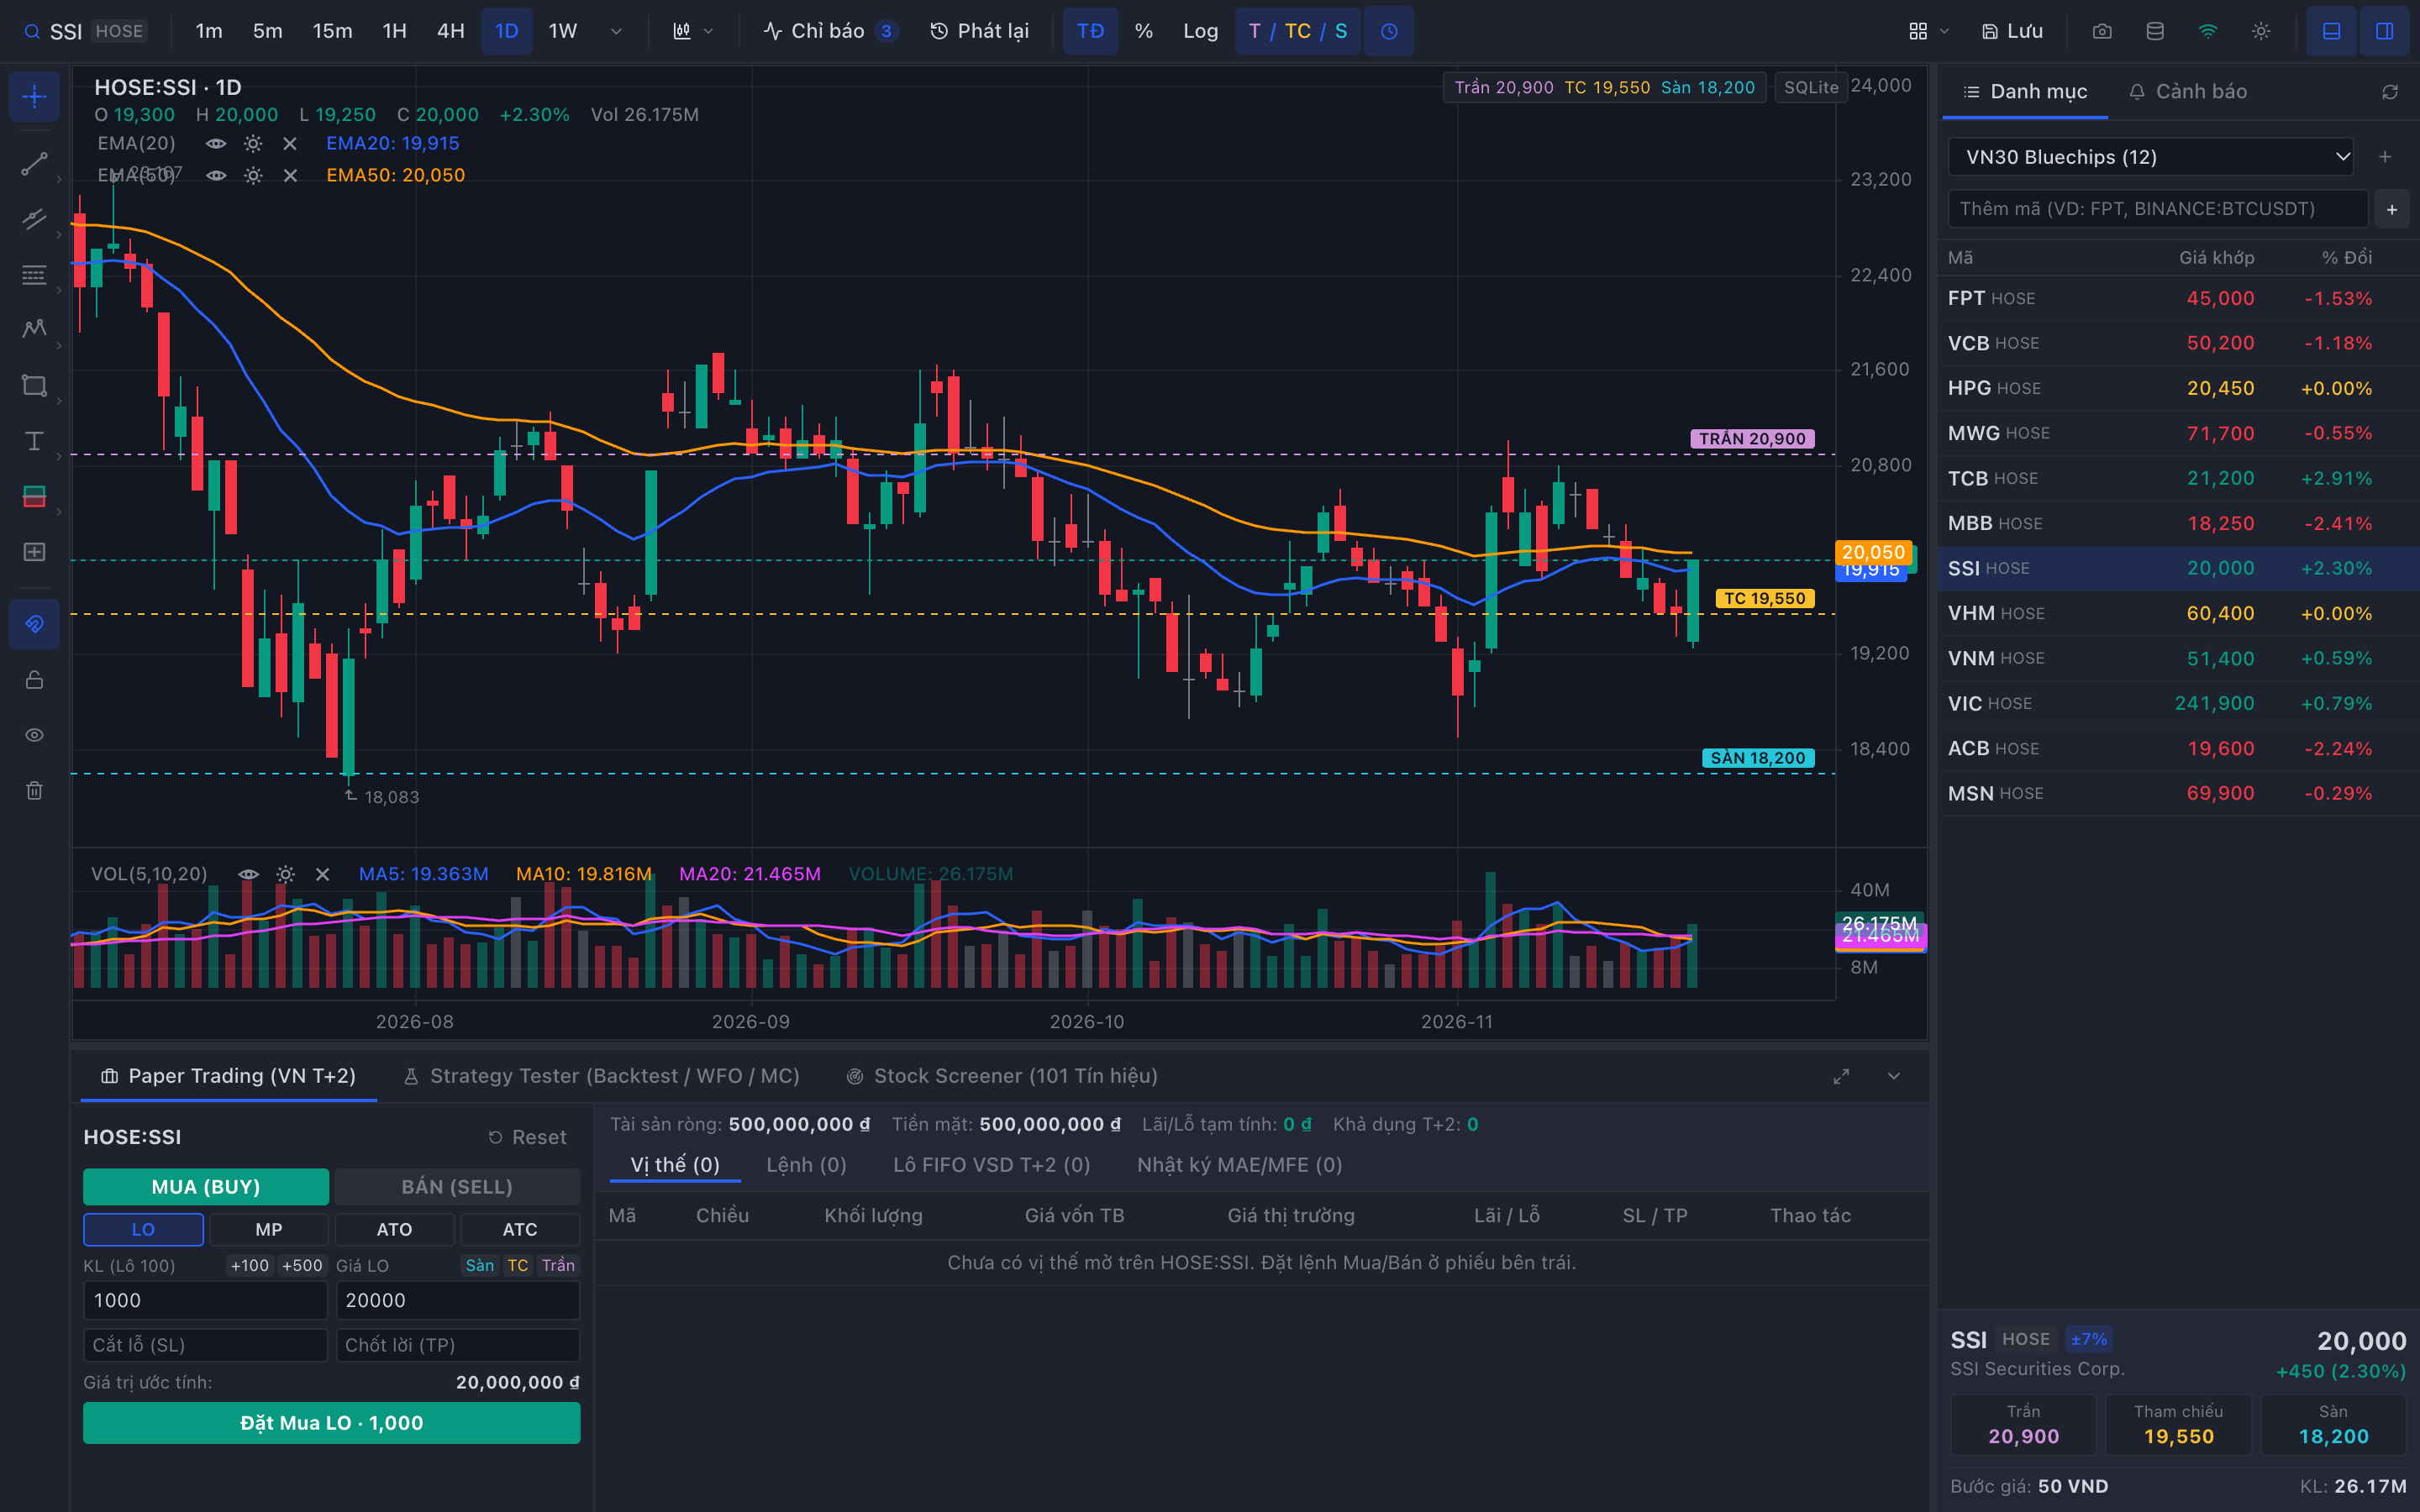 SSI HOSE 1m 5m 15m 1H 4H 1D 1W Chỉ báo 3 Phát lại TĐ % Log T / TC / S Lưu
HOSE:SSI · 1D
O 19,300 H 20,000 L 19,250 C 20,000 +2.30% Vol 26.175M
EMA(20) EMA20: 19,915
EMA(50) EMA50: 20,050
Trần 20,900 TC 19,550 Sàn 18,200 SQLite
24,000
23,200
22,400
21,600
20,800
19,200
18,400
TRẦN 20,900
20,050
19,915
TC 19,550
SÀN 18,200
18,083
VOL(5,10,20) MA5: 19.363M MA10: 19.816M MA20: 21.465M VOLUME: 26.175M
40M
26.175M
21.465M
8M
2026-08 2026-09 2026-10 2026-11
Paper Trading (VN T+2) Strategy Tester (Backtest / WFO / MC) Stock Screener (101 Tín hiệu)
HOSE:SSI Reset
MUA (BUY) BÁN (SELL)
LO MP ATO ATC
KL (Lô 100) +100 +500 Giá LO Sàn TC Trần
1000 20000
Cắt lỗ (SL) Chốt lời (TP)
Giá trị ước tính: 20,000,000 ₫
Đặt Mua LO · 1,000
Tài sản ròng: 500,000,000 ₫ Tiền mặt: 500,000,000 ₫ Lãi/Lỗ tạm tính: 0 ₫ Khả dụng T+2: 0
Vị thế (0) Lệnh (0) Lô FIFO VSD T+2 (0) Nhật ký MAE/MFE (0)
Mã Chiều Khối lượng Giá vốn TB Giá thị trường Lãi / Lỗ SL / TP Thao tác
Chưa có vị thế mở trên HOSE:SSI. Đặt lệnh Mua/Bán ở phiếu bên trái.
Danh mục Cảnh báo
VN30 Bluechips (12)
Thêm mã (VD: FPT, BINANCE:BTCUSDT) +
Mã Giá khớp % Đổi
FPT HOSE 45,000 -1.53%
VCB HOSE 50,200 -1.18%
HPG HOSE 20,450 +0.00%
MWG HOSE 71,700 -0.55%
TCB HOSE 21,200 +2.91%
MBB HOSE 18,250 -2.41%
SSI HOSE 20,000 +2.30%
VHM HOSE 60,400 +0.00%
VNM HOSE 51,400 +0.59%
VIC HOSE 241,900 +0.79%
ACB HOSE 19,600 -2.24%
MSN HOSE 69,900 -0.29%
SSI HOSE ±7% 20,000
SSI Securities Corp. +450 (2.30%)
Trần Tham chiếu Sàn
20,900 19,550 18,200
Bước giá: 50 VND KL: 26.17M